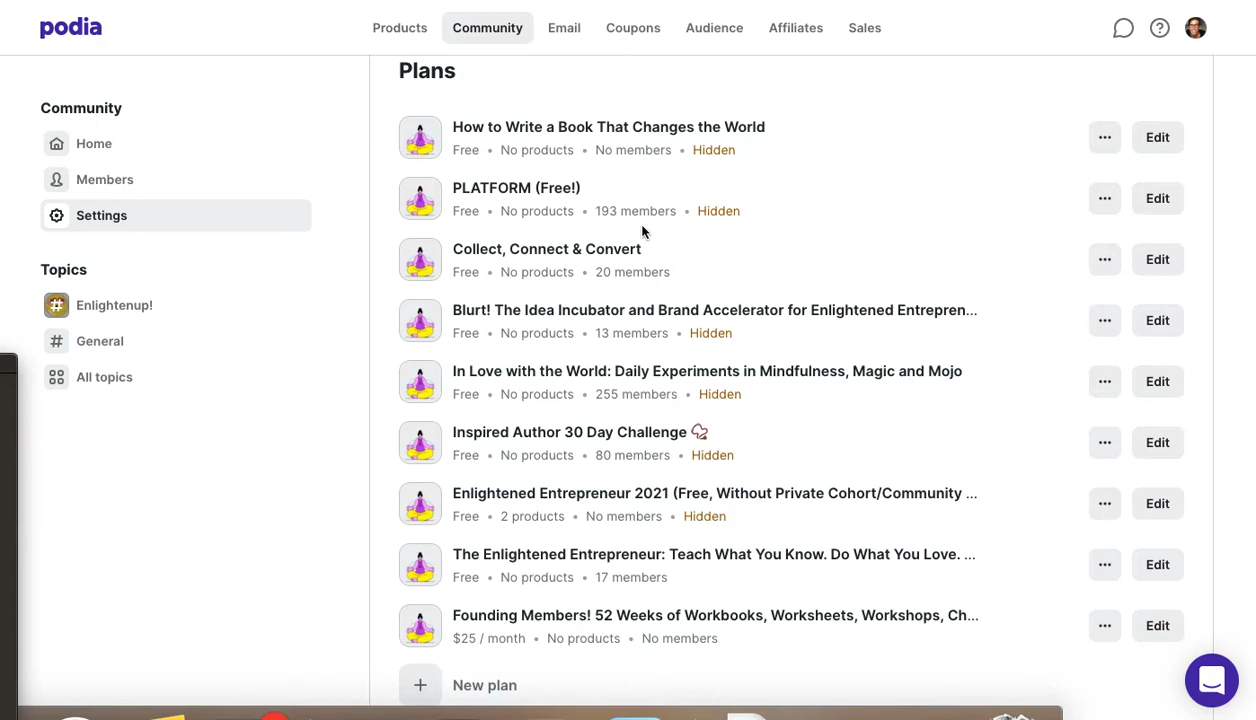 podia
Products
Community
Email
Coupons
Audience
Affiliates
Sales
Community
Home
Members
Settings
Topics
# Enlightenup!
# General
All topics
Plans
How to Write a Book That Changes the World
Free • No products • No members • Hidden
... Edit
PLATFORM (Free!)
Free • No products • 193 members • Hidden
... Edit
Collect, Connect & Convert
Free • No products • 20 members
... Edit
Blurt! The Idea Incubator and Brand Accelerator for Enlightened Entrepren...
Free • No products • 13 members • Hidden
... Edit
In Love with the World: Daily Experiments in Mindfulness, Magic and Mojo
Free • No products • 255 members • Hidden
... Edit
Inspired Author 30 Day Challenge
Free • No products • 80 members • Hidden
... Edit
Enlightened Entrepreneur 2021 (Free, Without Private Cohort/Community ...
Free • 2 products • No members • Hidden
... Edit
The Enlightened Entrepreneur: Teach What You Know. Do What You Love. ...
Free • No products • 17 members
... Edit
Founding Members! 52 Weeks of Workbooks, Worksheets, Workshops, Ch...
$25 / month • No products • No members
... Edit
+ New plan